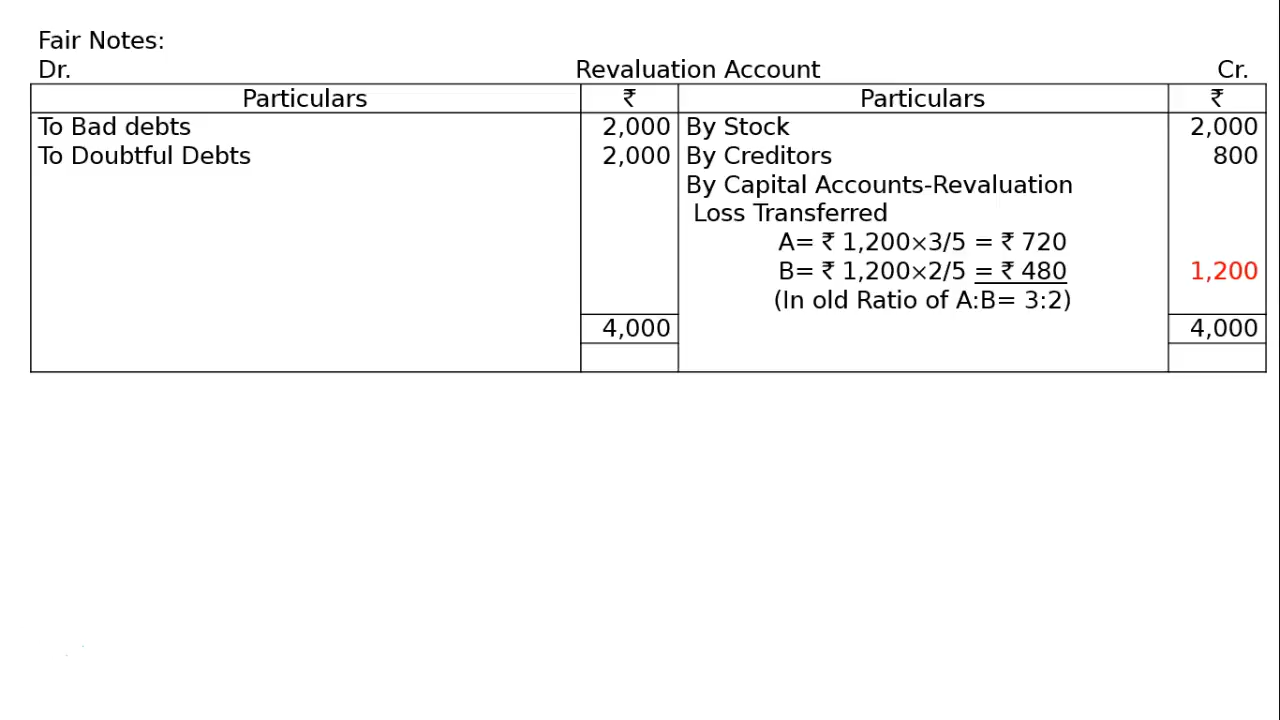 Fair Notes:
Dr. Revaluation Account Cr.
Particulars ₹ Particulars ₹
To Bad debts 2,000 By Stock 2,000
To Doubtful Debts 2,000 By Creditors 800
By Capital Accounts-Revaluation
Loss Transferred
A= ₹ 1,200×3/5 = ₹ 720
B= ₹ 1,200×2/5 = ₹ 480 1,200
(In old Ratio of A:B= 3:2)
4,000 4,000